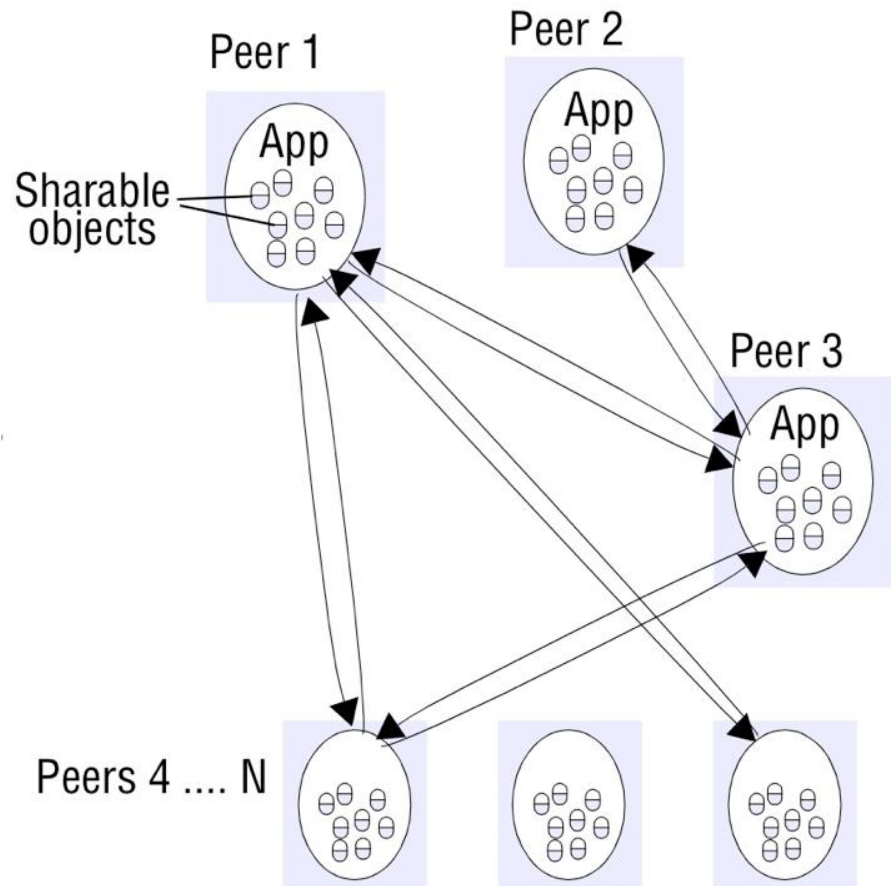 Peer 1
Peer 2
App
App
Sharable
objects
Peer 3
App
Peers 4 .... N